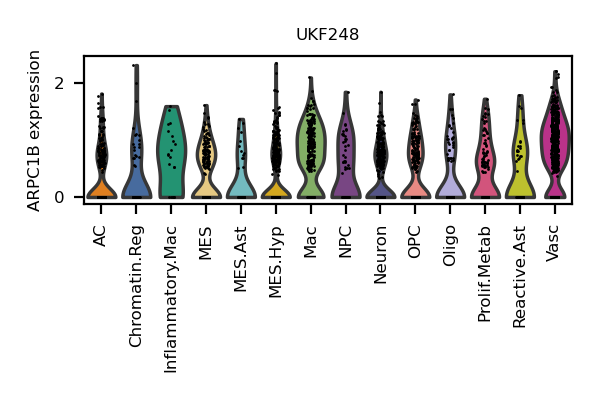 UKF248
ARPC1B expression
2
0
AC
Chromatin.Reg
Inflammatory.Mac
MES
MES.Ast
MES.Hyp
Mac
NPC
Neuron
OPC
Oligo
Prolif.Metab
Reactive.Ast
Vasc